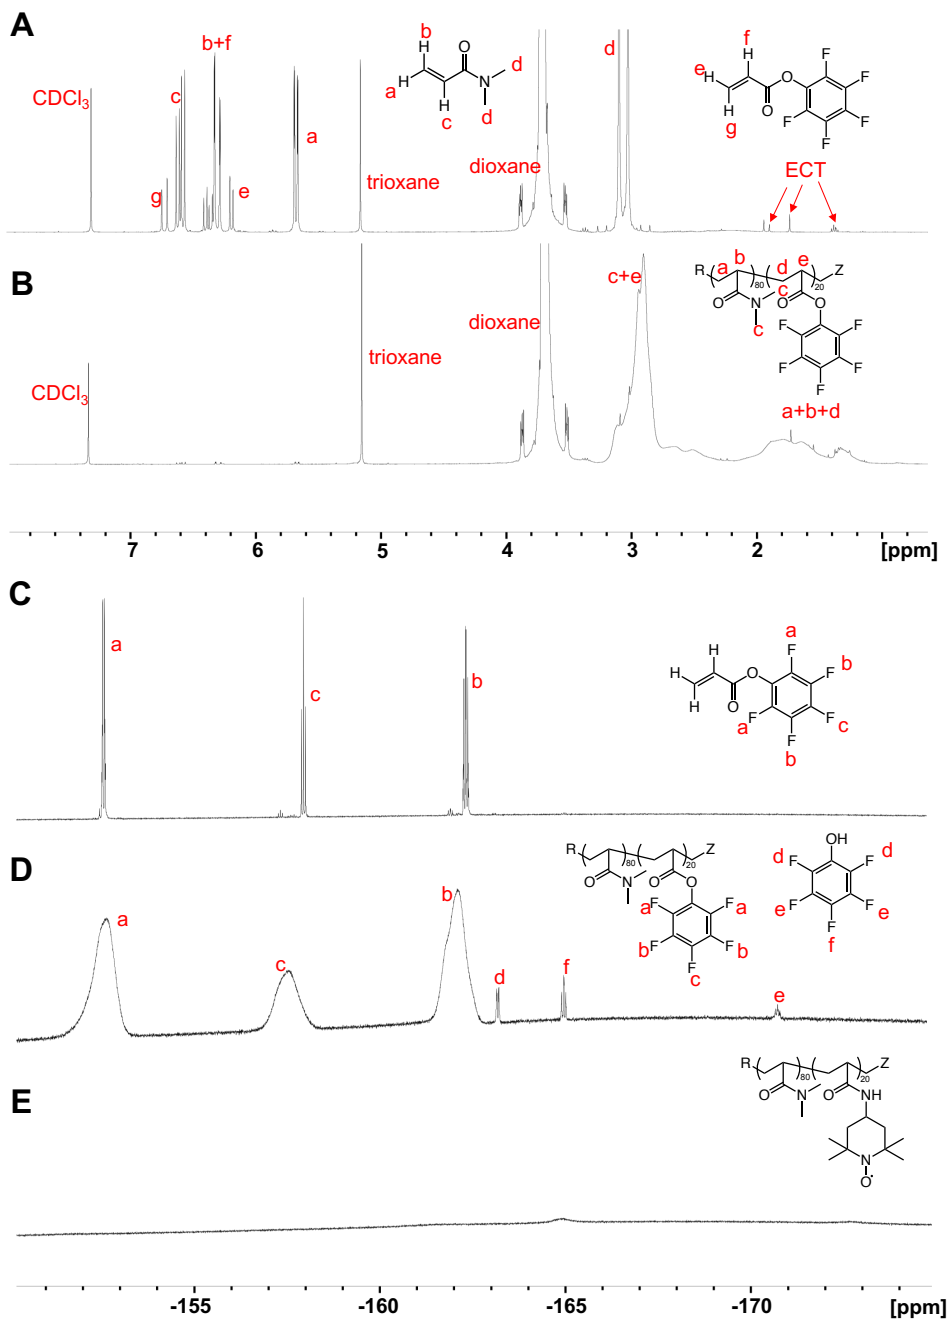 A
CDCl3
g
c
b+f
e
a
trioxane
dioxane
d
ECT
b
H
O
H
a
N
d
H
c
d
f
H
e
H
H
g
O
O
F
F
F
F
F
B
CDCl3
trioxane
dioxane
c+e
a+b+d
R
a
b
80
d
e
20
Z
O
N
c
c
O
O
F
F
F
F
F
7
6
5
4
3
2
[ppm]
C
a
c
b
H
H
H
O
O
a
F
F
b
a
F
F
c
F
b
D
a
c
b
d
f
e
R
80
20
Z
O
N
O
O
a
F
F
a
b
F
F
b
F
c
OH
d
F
F
d
e
F
F
e
F
f
E
R
80
20
Z
O
N
O
NH
N
O·
-155
-160
-165
-170
[ppm]